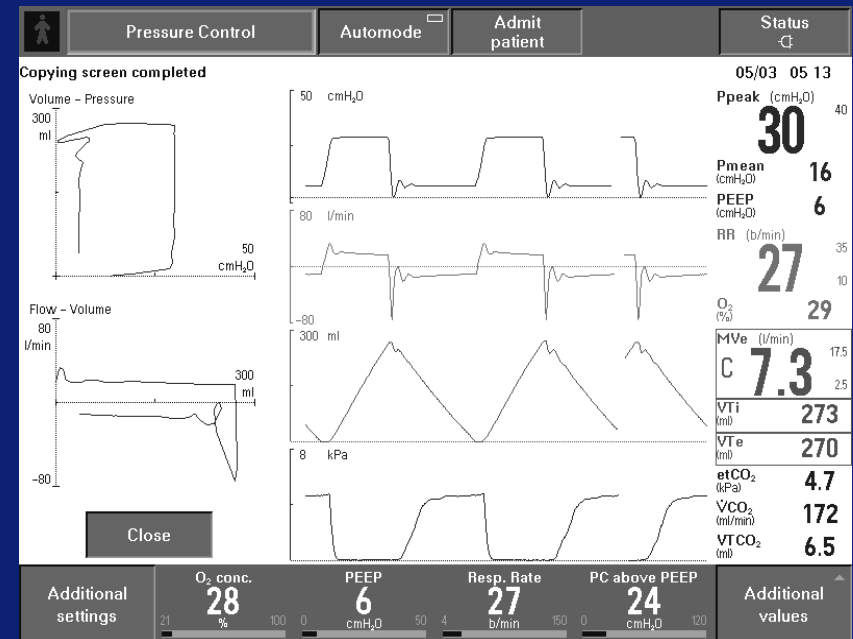 Pressure Control
Automode
Admit
patient
Status
Copying screen completed
05/03 05 13
Volume - Pressure
300
ml
50
cmH₂O
Flow - Volume
80
l/min
300
ml
-80
Close
50 cmH₂O
80 l/min
-80
300 ml
8 kPa
Ppeak (cmH₂O)
40
30
Pmean
(cmH₂O)
16
PEEP
(cmH₂O)
6
RR (b/min)
35
27
10
O₂
(%)
29
MVe (l/min)
17.5
C 7.3
2.5
VTi
(ml)
273
VTe
(ml)
270
etCO₂
(kPa)
4.7
V̇CO₂
(ml/min)
172
VTCO₂
(ml)
6.5
Additional
settings
O₂ conc.
28
21 % 100
PEEP
6
0 cmH₂O 50
Resp. Rate
27
4 b/min 150
PC above PEEP
24
0 cmH₂O 120
Additional
values